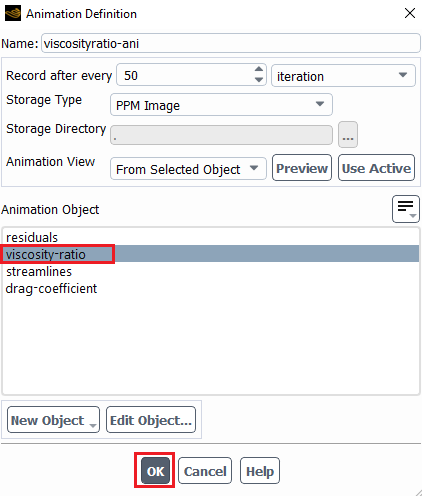 Animation Definition
Name: viscosityratio-ani
Record after every 50 iteration
Storage Type PPM Image
Storage Directory . ...
Animation View From Selected Object Preview Use Active
Animation Object
residuals
viscosity-ratio
streamlines
drag-coefficient
New Object Edit Object...
OK Cancel Help